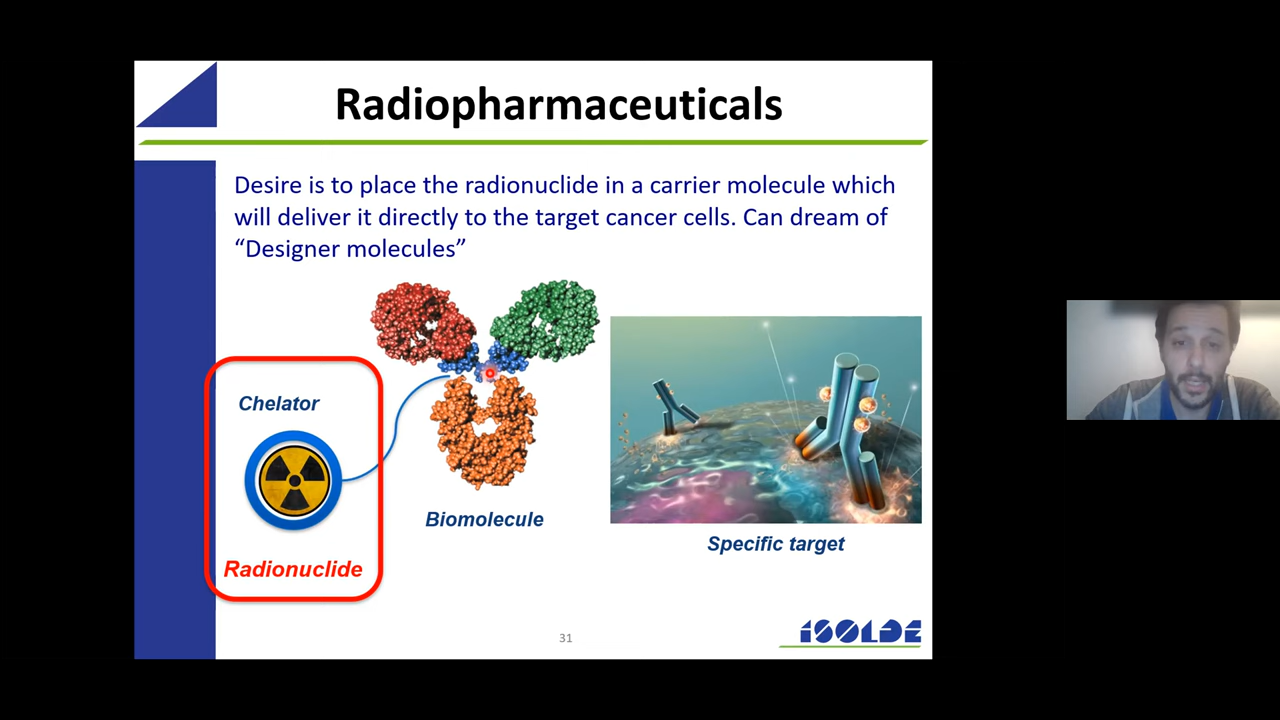 Radiopharmaceuticals
Desire is to place the radionuclide in a carrier molecule which
will deliver it directly to the target cancer cells. Can dream of
“Designer molecules”
Chelator
Radionuclide
Biomolecule
Specific target
31
ISOLDE